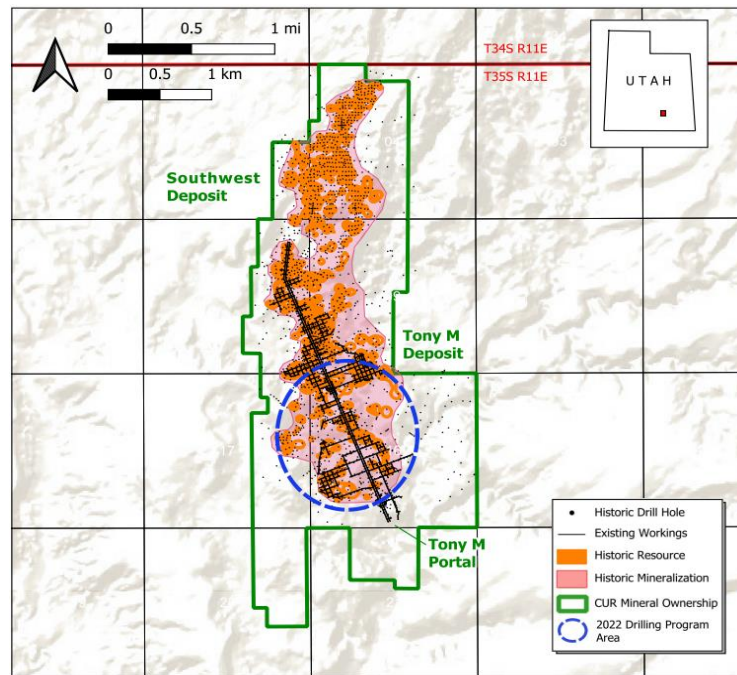 0 0.5 1 mi
0 0.5 1 km
T34S R11E
T35S R11E
UTAH
Southwest
Deposit
Tony M
Deposit
17
Tony M
Portal
Historic Drill Hole
Existing Workings
Historic Resource
Historic Mineralization
CUR Mineral Ownership
2022 Drilling Program
Area